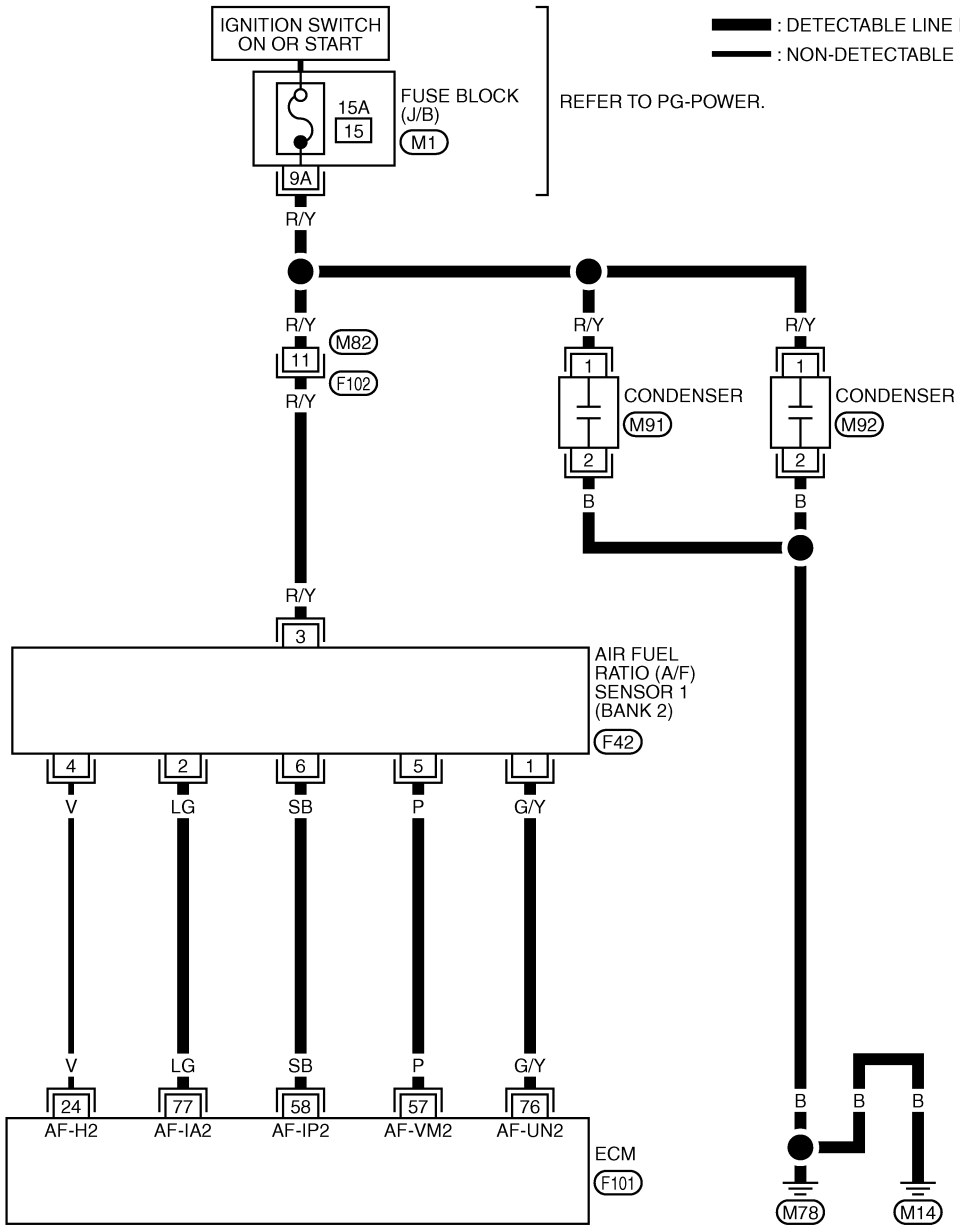 IGNITION SWITCH
ON OR START
: DETECTABLE LINE
: NON-DETECTABLE
15A
15
FUSE BLOCK
(J/B)
M1
REFER TO PG-POWER.
9A
R/Y
R/Y
R/Y
R/Y
M82
11
F102
R/Y
1
1
CONDENSER
M91
CONDENSER
M92
2
2
B
B
R/Y
3
AIR FUEL
RATIO (A/F)
SENSOR 1
(BANK 2)
F42
4
2
6
5
1
V
LG
SB
P
G/Y
V
LG
SB
P
G/Y
B
B
B
24
77
58
57
76
AF-H2
AF-IA2
AF-IP2
AF-VM2
AF-UN2
ECM
F101
M78
M14